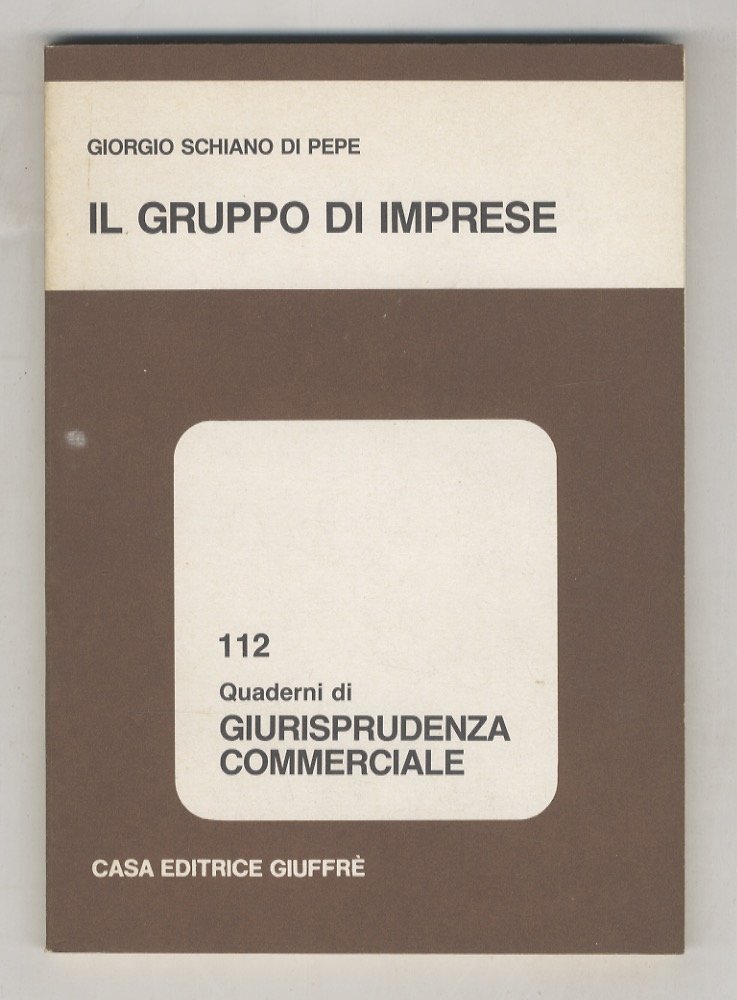 GIORGIO SCHIANO DI PEPE
IL GRUPPO DI IMPRESE
112
Quaderni di
GIURISPRUDENZA
COMMERCIALE
CASA EDITRICE GIUFFRÈ